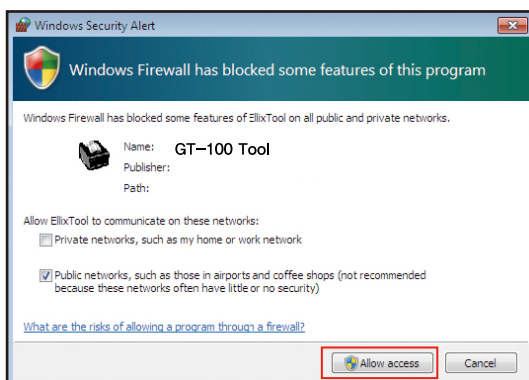 Windows Security Alert
Windows Firewall has blocked some features of this program
Windows Firewall has blocked some features of EllixTool on all public and private networks.
Name: GT-100 Tool
Publisher:
Path:
Allow EllixTool to communicate on these networks:
Private networks, such as my home or work network
Public networks, such as those in airports and coffee shops (not recommended
because these networks often have little or no security)
What are the risks of allowing a program through a firewall?
Allow access Cancel